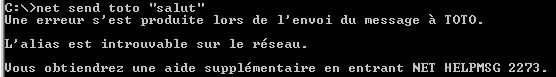 C:\>net send toto "salut"
Une erreur s'est produite lors de l'envoi du message à TOTO.
L'alias est introuvable sur le réseau.
Vous obtiendrez une aide supplémentaire en entrant NET HELPMSG 2273.